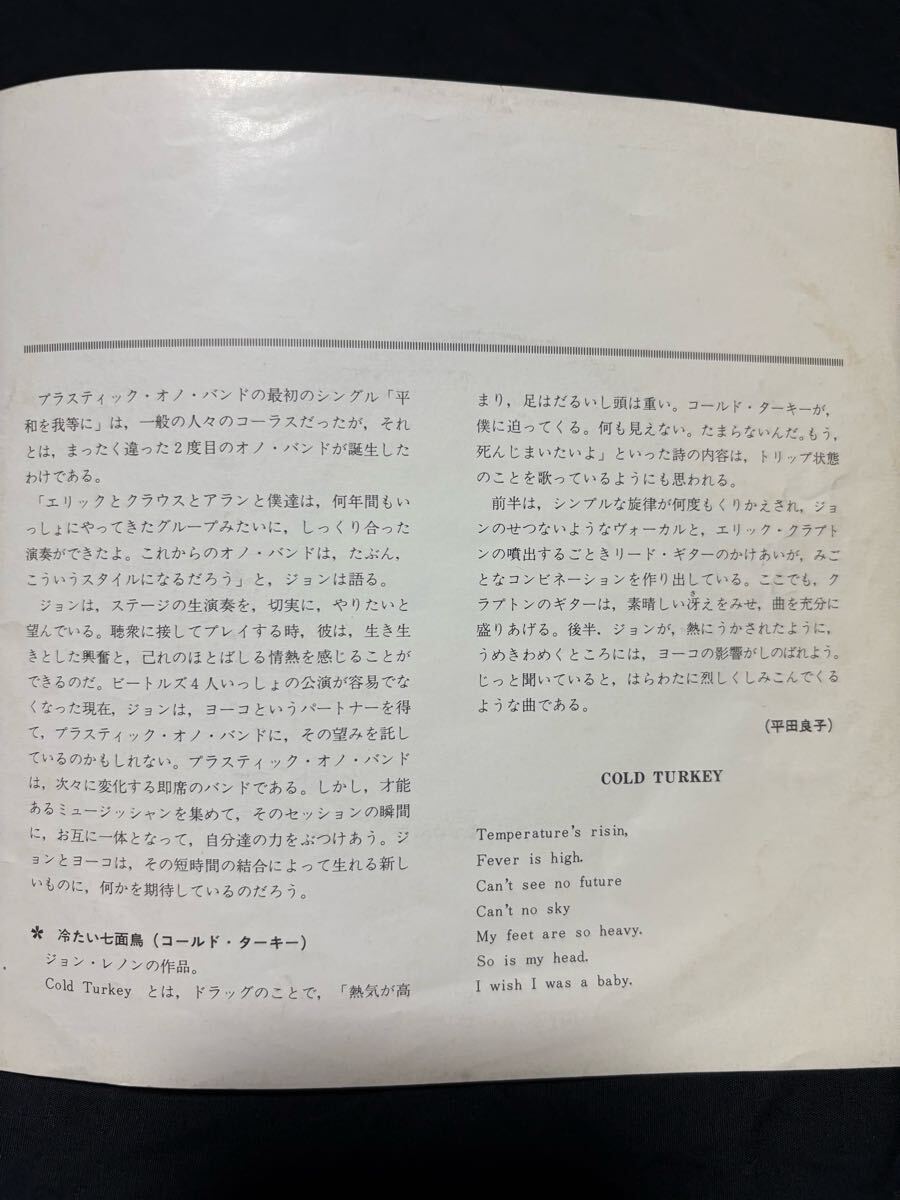 プラスティック・オノ・バンドの最初のシングル「平
和を我等に」は，一般の人々のコーラスだったが，それ
とは，まったく違った２度目のオノ・バンドが誕生した
わけである。
「エリックとクラウスとアランと僕達は，何年間もい
っしょにやってきたグループみたいに，しっくり合った
演奏ができたよ。これからのオノ・バンドは，たぶん，
こういうスタイルになるだろう」と，ジョンは語る。
ジョンは，ステージの生演奏を，切実に，やりたいと
望んでいる。聴衆に接してプレイする時，彼は，生き生
きとした興奮と，己れのほとばしる情熱を感じることが
できるのだ。ビートルズ４人いっしょの公演が容易でな
くなった現在，ジョンは，ヨーコというパートナーを得
て，プラスティック・オノ・バンドに，その望みを託し
ているのかもしれない。プラスティック・オノ・バンド
は，次々に変化する即席のバンドである。しかし，才能
あるミュージッシャンを集めて，そのセッションの瞬間
に，お互に一体となって，自分達の力をぶつけあう。ジ
ョンとヨーコは，その短時間の結合によって生れる新し
いものに，何かを期待しているのだろう。
＊ 冷たい七面鳥（コールド・ターキー）
ジョン・レノンの作品。
Cold Turkey とは，ドラッグのことで，「熱気が高
まり，足はだるいし頭は重い。コールド・ターキーが，
僕に迫ってくる。何も見えない。たまらないんだ。もう，
死んじまいたいよ」といった詩の内容は，トリップ状態
のことを歌っているようにも思われる。
前半は，シンプルな旋律が何度もくりかえされ，ジョ
ンのせつないようなヴォーカルと，エリック・クラプト
ンの噴出するごときリード・ギターのかけあいが，みご
となコンビネーションを作り出している。ここでも，ク
ラプトンのギターは，素晴しい冴えをみせ，曲を充分に
盛りあげる。後半．ジョンが，熱にうかされたように，
うめきわめくところには，ヨーコの影響がしのばれよう。
じっと聞いていると，はらわたに烈しくしみこんでくる
ような曲である。
（平田良子）
COLD TURKEY
Temperature's risin,
Fever is high.
Can't see no future
Can't no sky
My feet are so heavy.
So is my head.
I wish I was a baby.